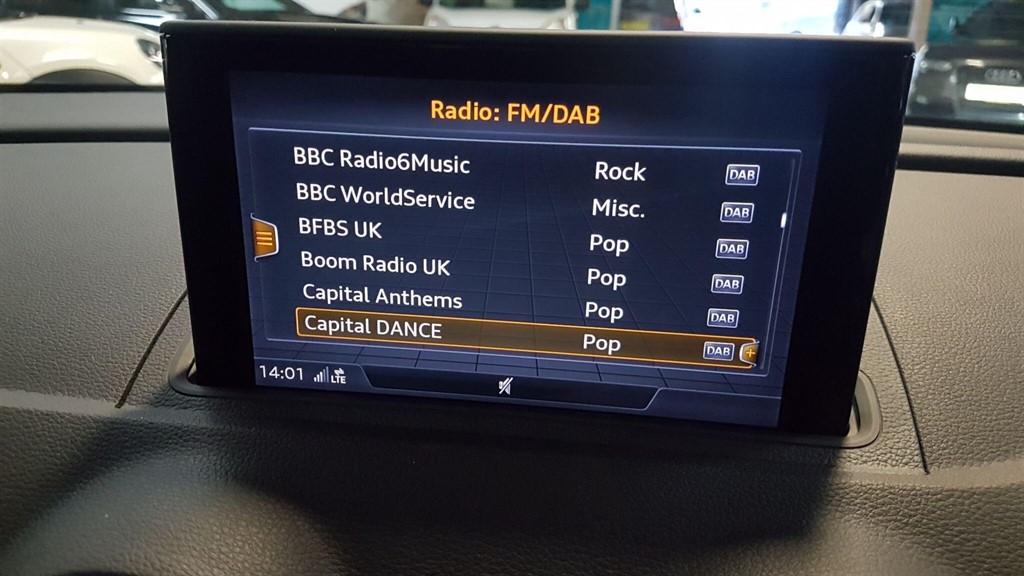 Radio: FM/DAB
BBC Radio6Music Rock DAB
BBC WorldService Misc. DAB
BFBS UK Pop DAB
Boom Radio UK Pop DAB
Capital Anthems Pop DAB
Capital DANCE Pop DAB +
14:01 LTE